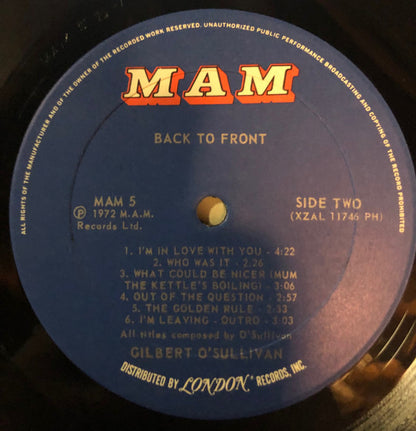 ALL RIGHTS OF THE MANUFACTURER AND OF THE OWNER OF THE RECORDED WORK RESERVED. UNAUTHORIZED PUBLIC PERFORMANCE BROADCASTING AND COPYING OF THE RECORD PROHIBITED
MAM
BACK TO FRONT
MAM 5
℗ 1972 M.A.M.
Records Ltd.
SIDE TWO
(XZAL 11746 PH)
1. I'M IN LOVE WITH YOU - 4:22
2. WHO WAS IT - 2:26
3. WHAT COULD BE NICER (MUM
THE KETTLE'S BOILING) - 3:06
4. OUT OF THE QUESTION - 2:57
5. THE GOLDEN RULE - 2:33
6. I'M LEAVING - OUTRO - 3:03
All titles composed by O'Sullivan
GILBERT O'SULLIVAN
DISTRIBUTED BY LONDON® RECORDS, INC.